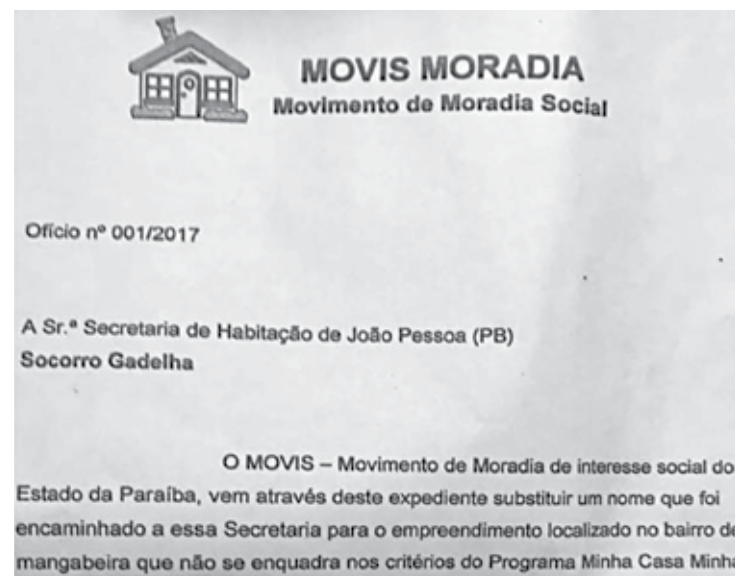 MOVIS MORADIA
Movimento de Moradia Social
Ofício nº 001/2017
A Sr.ª Secretaria de Habitação de João Pessoa (PB)
Socorro Gadelha
O MOVIS – Movimento de Moradia de interesse social do
Estado da Paraíba, vem através deste expediente substituir um nome que foi
encaminhado a essa Secretaria para o empreendimento localizado no bairro de
mangabeira que não se enquadra nos critérios do Programa Minha Casa Minha